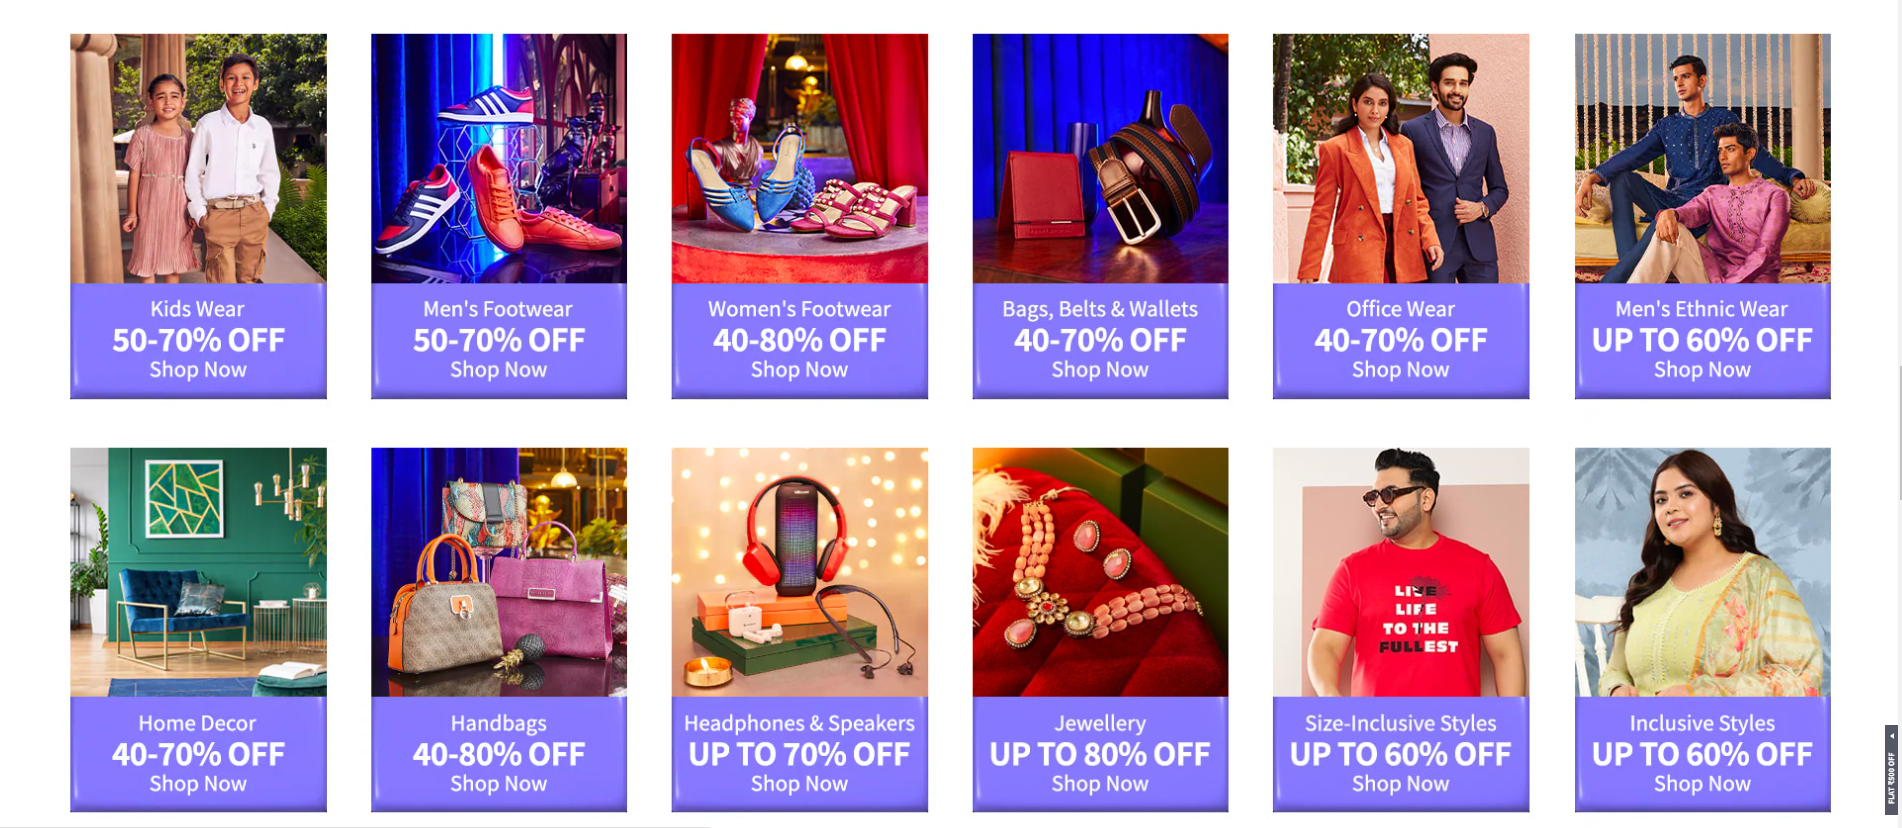 Kids Wear
50-70% OFF
Shop Now
Men's Footwear
50-70% OFF
Shop Now
Women's Footwear
40-80% OFF
Shop Now
Bags, Belts & Wallets
40-70% OFF
Shop Now
Office Wear
40-70% OFF
Shop Now
Men's Ethnic Wear
UP TO 60% OFF
Shop Now
Home Decor
40-70% OFF
Shop Now
Handbags
40-80% OFF
Shop Now
Headphones & Speakers
UP TO 70% OFF
Shop Now
Jewellery
UP TO 80% OFF
Shop Now
LIVE
LIFE
TO THE
FULLEST
Size-Inclusive Styles
UP TO 60% OFF
Shop Now
Inclusive Styles
UP TO 60% OFF
Shop Now
FLAT ₹500 OFF